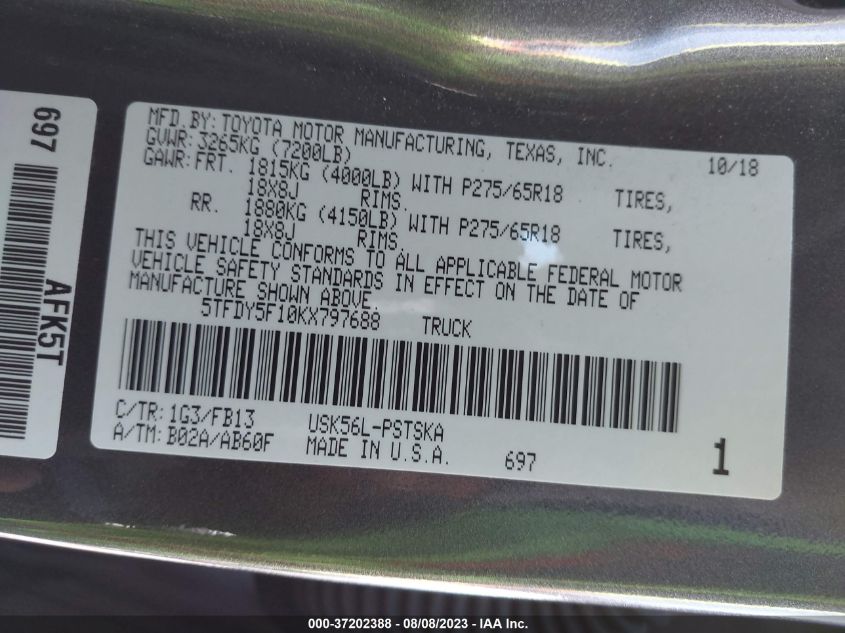 697
AFK5T
MFD.BY:TOYOTA MOTOR MANUFACTURING, TEXAS, INC. 10/18
GVWR:3265KG (7200LB)
GAWR:FRT. 1815KG (4000LB) WITH P275/65R18 TIRES,
18X8J RIMS.
RR. 1880KG (4150LB) WITH P275/65R18 TIRES,
18X8J RIMS.
THIS VEHICLE CONFORMS TO ALL APPLICABLE FEDERAL MOTOR
VEHICLE SAFETY STANDARDS IN EFFECT ON THE DATE OF
MANUFACTURE SHOWN ABOVE.
5TFDY5F10KX797688 TRUCK
C/TR:1G3/FB13 USK56L-PSTSKA
A/TM:B02A/AB60F MADE IN U.S.A. 697 1
000-37202388 - 08/08/2023 - IAA Inc.